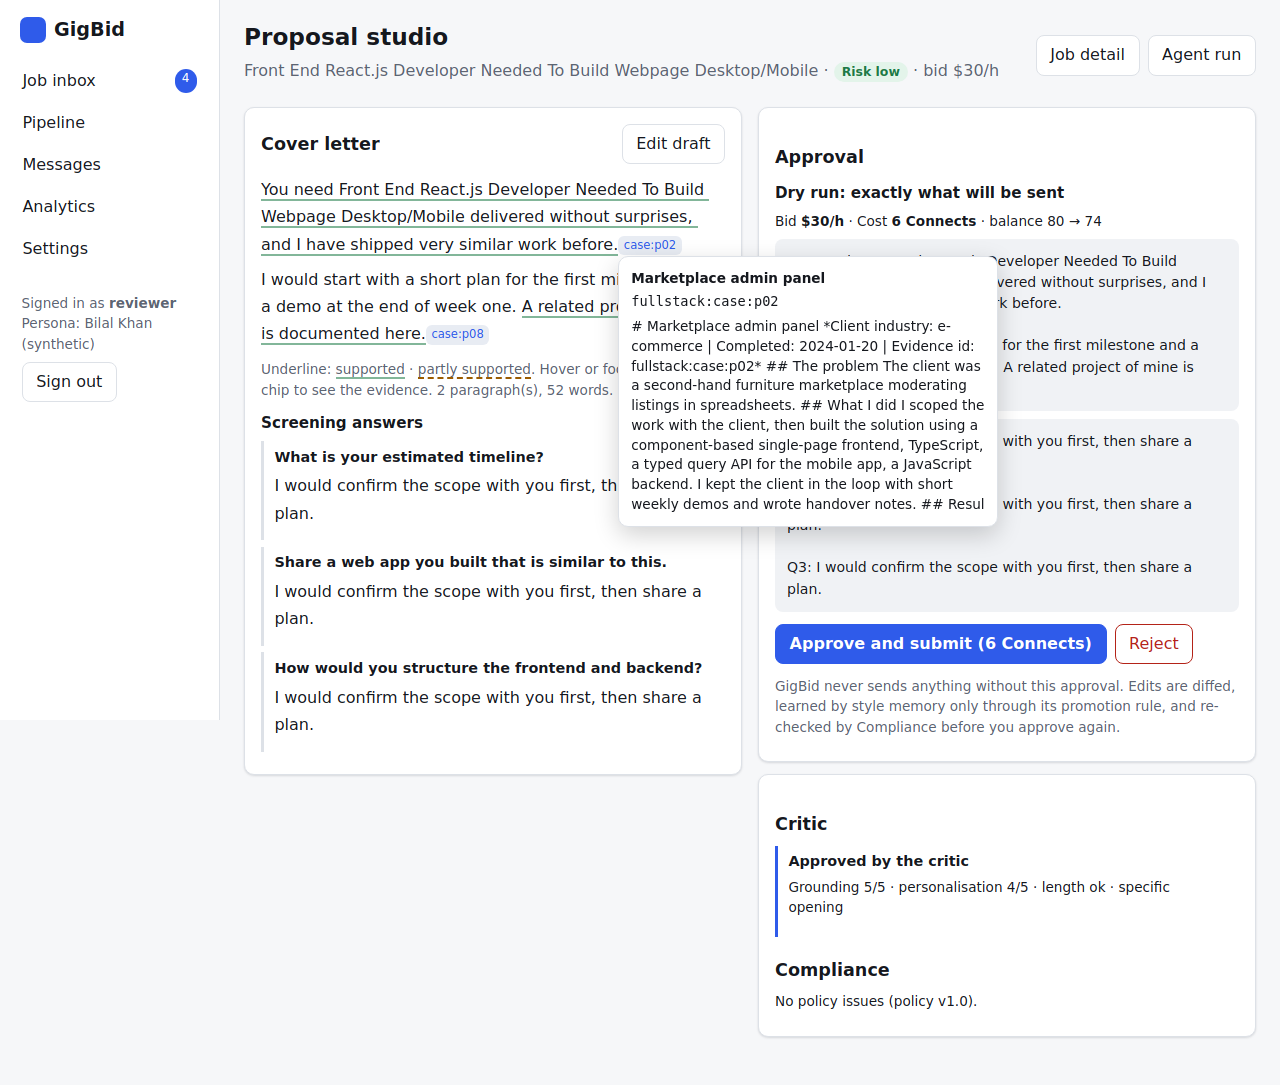 GigBid
Job inbox
4
Pipeline
Messages
Analytics
Settings
Signed in as reviewer
Persona: Bilal Khan
(synthetic)
Sign out
Proposal studio
Front End React.js Developer Needed To Build Webpage Desktop/Mobile · Risk low · bid $30/h
Job detail
Agent run
Cover letter
Edit draft
You need Front End React.js Developer Needed To Build
Webpage Desktop/Mobile delivered without surprises,
and I have shipped very similar work before. case:p02
I would start with a short plan for the first
a demo at the end of week one. A related
is documented here. case:p08
Underline: supported · partly supported. Hover or
chip to see the evidence. 2 paragraph(s), 52 words.
Screening answers
What is your estimated timeline?
I would confirm the scope with you first,
plan.
Share a web app you built that is similar to this.
I would confirm the scope with you first, then share a
plan.
How would you structure the frontend and backend?
I would confirm the scope with you first, then share a
plan.
Marketplace admin panel
fullstack:case:p02
# Marketplace admin panel *Client industry: e-
commerce | Completed: 2024-01-20 | Evidence id:
fullstack:case:p02* ## The problem The client was
a second-hand furniture marketplace moderating
listings in spreadsheets. ## What I did I scoped the
work with the client, then built the solution using a
component-based single-page frontend, TypeScript,
a typed query API for the mobile app, a JavaScript
backend. I kept the client in the loop with short
weekly demos and wrote handover notes. ## Resul
Approval
Dry run: exactly what will be sent
Bid $30/h · Cost 6 Connects · balance 80 → 74
Developer Needed To Build
without surprises, and I
before.
for the first milestone and a
A related project of mine is
with you first, then share a
with you first, then share a
plan.
Q3: I would confirm the scope with you first, then share a
plan.
Approve and submit (6 Connects)
Reject
GigBid never sends anything without this approval. Edits are diffed,
learned by style memory only through its promotion rule, and re-
checked by Compliance before you approve again.
Critic
Approved by the critic
Grounding 5/5 · personalisation 4/5 · length ok · specific
opening
Compliance
No policy issues (policy v1.0).